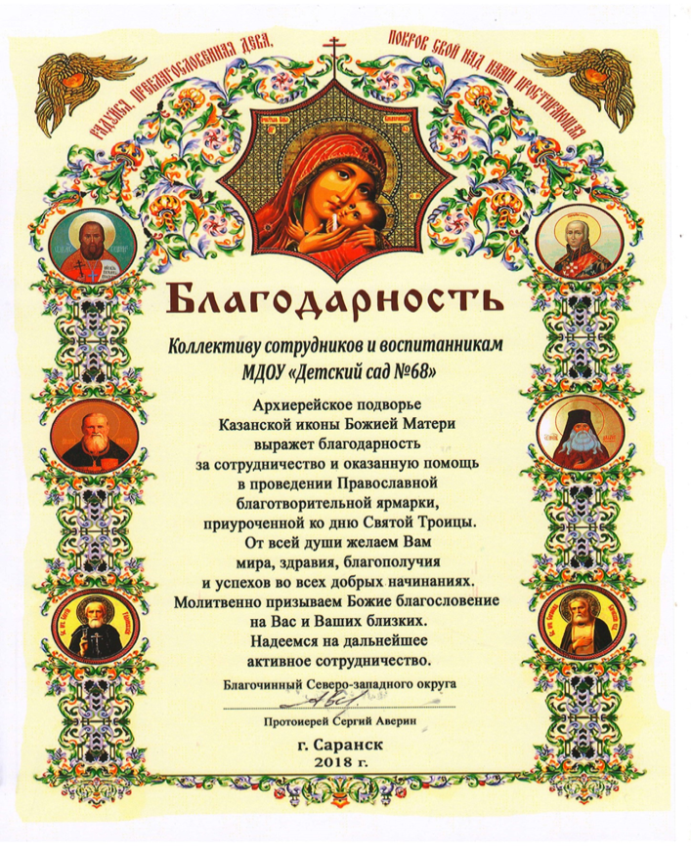 Радуйся, преблагословенная Дева,
покров свой над нами простирающая
Благодарность
Коллективу сотрудников и воспитанникам
МДОУ «Детский сад №68»
Архиерейское подворье
Казанской иконы Божией Матери
выражет благодарность
за сотрудничество и оказанную помощь
в проведении Православной
благотворительной ярмарки,
приуроченной ко дню Святой Троицы.
От всей души желаем Вам
мира, здравия, благополучия
и успехов во всех добрых начинаниях.
Молитвенно призываем Божие благословение
на Вас и Ваших близких.
Надеемся на дальнейшее
активное сотрудничество.
Благочинный Северо-западного округа
Протоиерей Сергий Аверин
г. Саранск
2018 г.